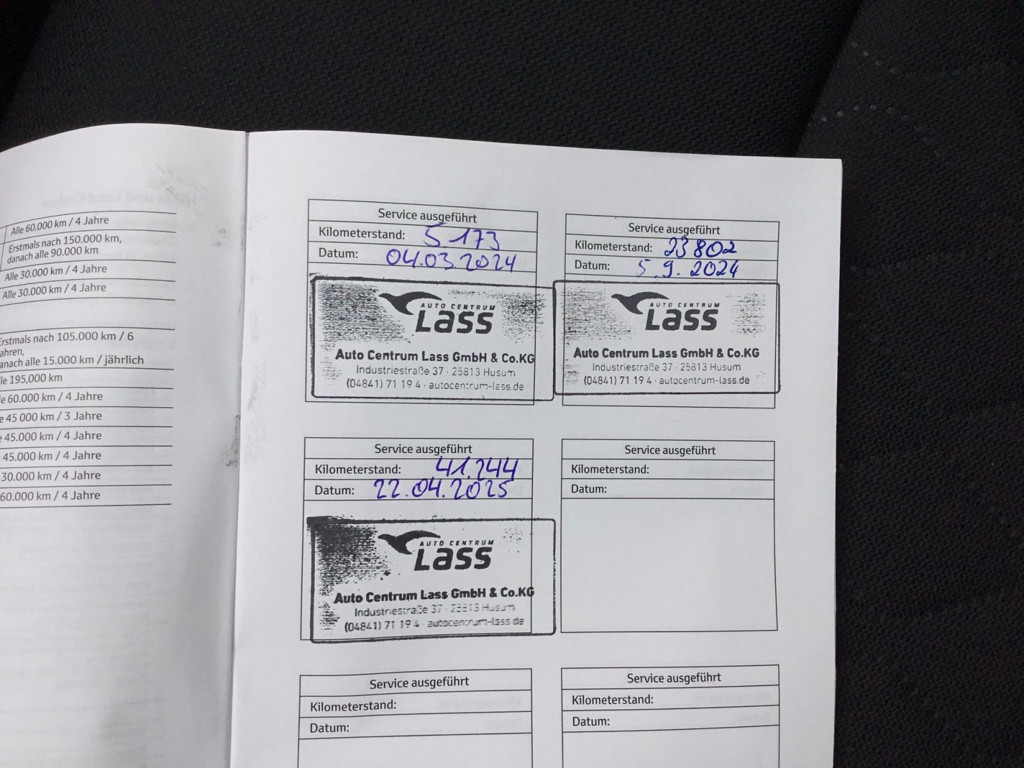 Alle 60.000 km / 4 Jahre
Erstmals nach 150.000 km,
danach alle 90.000 km
Alle 30.000 km / 4 Jahre
Alle 30.000 km / 4 Jahre
Erstmals nach 105.000 km / 6
ahren,
anach alle 15.000 km / jährlich
le 195.000 km
e 60.000 km / 4 Jahre
e 45 000 km / 3 Jahre
45.000 km / 4 Jahre
45.000 km / 4 Jahre
30.000 km / 4 Jahre
60.000 km / 4 Jahre
Service ausgeführt
Kilometerstand: 5 173
Datum: 04.03.2024
AUTO CENTRUM
Lass
Auto Centrum Lass GmbH & Co.KG
Industriestraße 37 · 25813 Husum
(04841) 71 19 4 · autocentrum-lass.de
Service ausgeführt
Kilometerstand: 23 802
Datum: 5.9.2024
AUTO CENTRUM
Lass
Auto Centrum Lass GmbH & Co.KG
Industriestraße 37 · 25813 Husum
(04841) 71 19 4 · autocentrum-lass.de
Service ausgeführt
Kilometerstand: 41.244
Datum: 22.04.2025
AUTO CENTRUM
Lass
Auto Centrum Lass GmbH & Co.KG
Industriestraße 37 · 25813 Husum
(04841) 71 19 4 · autocentrum-lass.de
Service ausgeführt
Kilometerstand:
Datum:
Service ausgeführt
Kilometerstand:
Datum:
Service ausgeführt
Kilometerstand:
Datum: